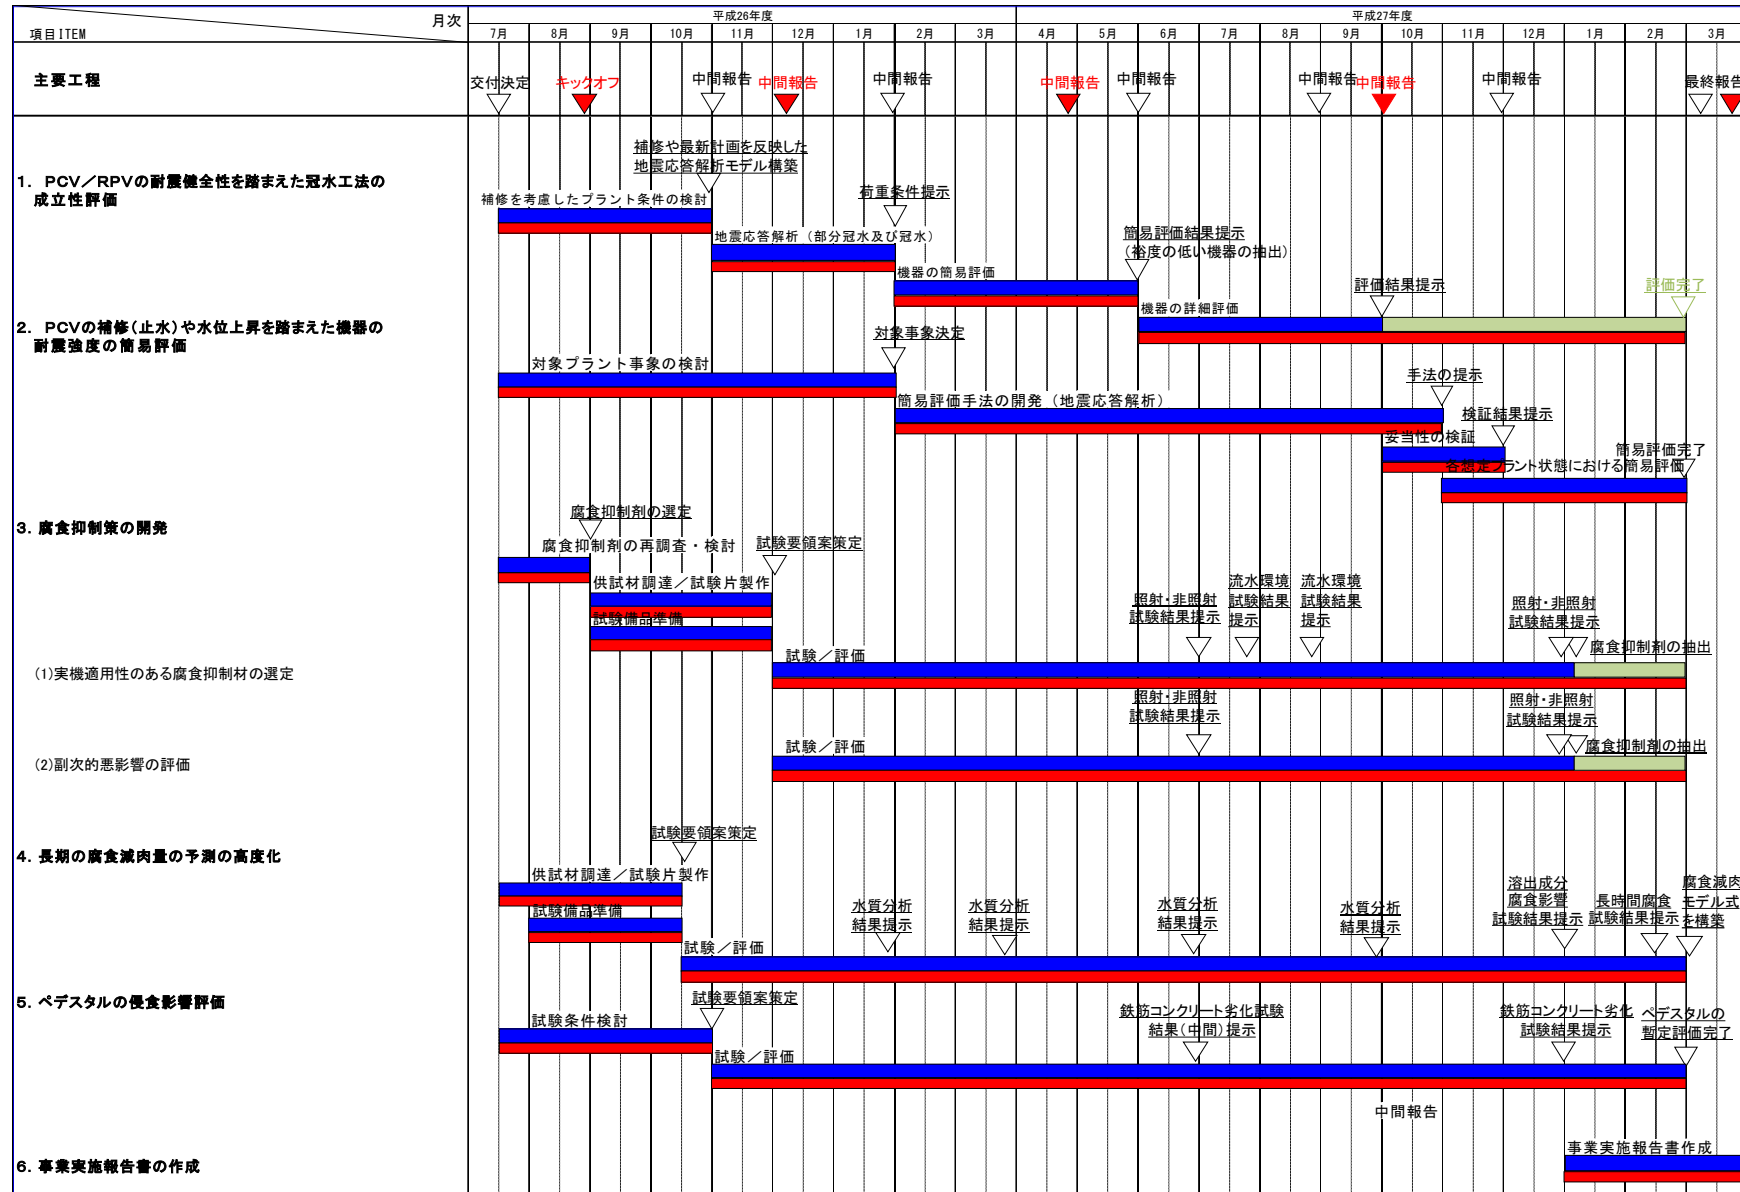 月次
平成26年度
平成27年度
項目ITEM
7月 8月 9月 10月 11月 12月 1月 2月 3月 4月 5月 6月 7月 8月 9月 10月 11月 12月 1月 2月 3月
主要工程
交付決定
キックオフ
中間報告
中間報告
中間報告
中間報告
中間報告
中間報告
中間報告
中間報告
最終報告
補修や最新計画を反映した
地震応答解析モデル構築
1. PCV/RPVの耐震健全性を踏まえた冠水工法の
成立性評価
補修を考慮したプラント条件の検討
荷重条件提示
地震応答解析（部分冠水及び冠水）
簡易評価結果提示
(裕度の低い機器の抽出)
機器の簡易評価
評価結果提示
評価完了
機器の詳細評価
2. PCVの補修(止水)や水位上昇を踏まえた機器の
耐震強度の簡易評価
対象事象決定
対象プラント事象の検討
手法の提示
簡易評価手法の開発（地震応答解析）
検証結果提示
妥当性の検証
簡易評価完了
各想定プラント状態における簡易評価
3. 腐食抑制策の開発
腐食抑制剤の選定
腐食抑制剤の再調査・検討
試験要領案策定
供試材調達／試験片製作
試験備品準備
照射・非照射
試験結果提示
流水環境
試験結果
提示
流水環境
試験結果
提示
照射・非照射
試験結果提示
腐食抑制剤の抽出
試験／評価
(1)実機適用性のある腐食抑制材の選定
照射・非照射
試験結果提示
照射・非照射
試験結果提示
腐食抑制剤の抽出
試験／評価
(2)副次的悪影響の評価
試験要領案策定
4. 長期の腐食減肉量の予測の高度化
供試材調達／試験片製作
試験備品準備
水質分析
結果提示
水質分析
結果提示
水質分析
結果提示
水質分析
結果提示
溶出成分
腐食影響
試験結果提示
長時間腐食
試験結果提示
腐食減肉
モデル式
を構築
試験／評価
5. ペデスタルの侵食影響評価
試験要領案策定
試験条件検討
鉄筋コンクリート劣化試験
結果(中間)提示
鉄筋コンクリート劣化
試験結果提示
ペデスタルの
暫定評価完了
試験／評価
中間報告
事業実施報告書作成
6. 事業実施報告書の作成